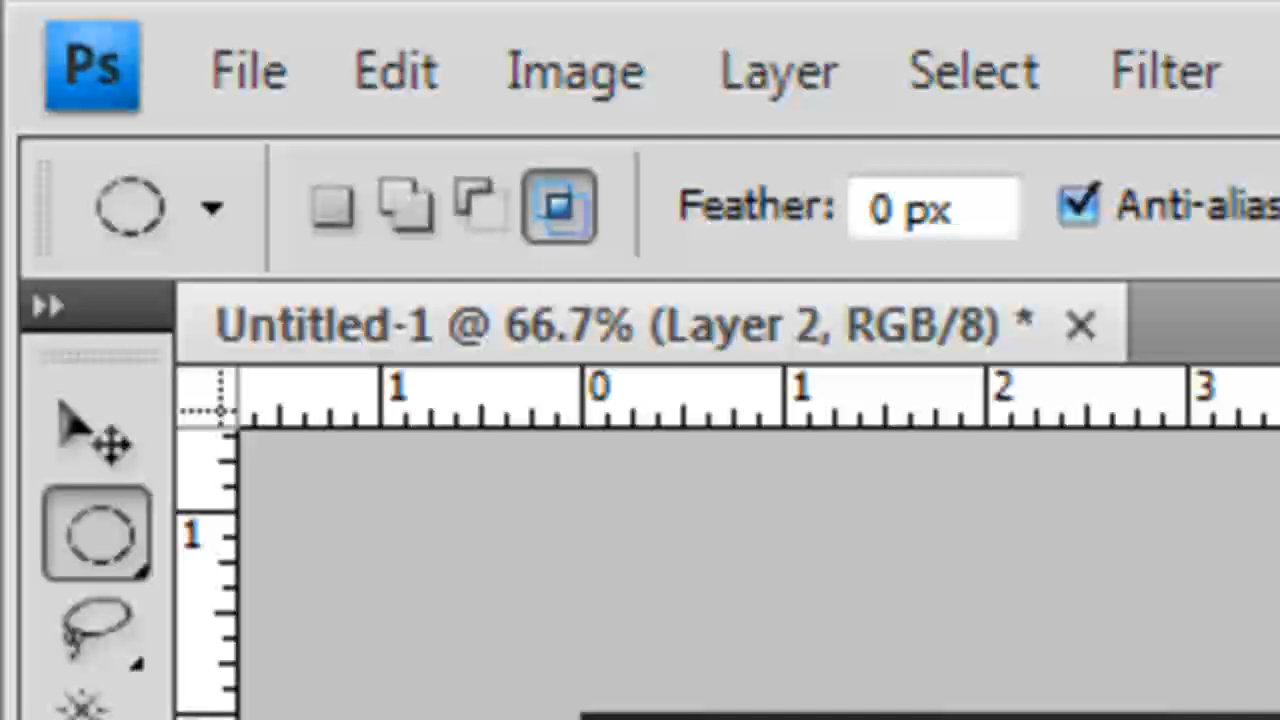 Ps File Edit Image Layer Select Filter
Feather: 0 px Anti-alias
Untitled-1 @ 66.7% (Layer 2, RGB/8) *
1 0 1 2 3
1